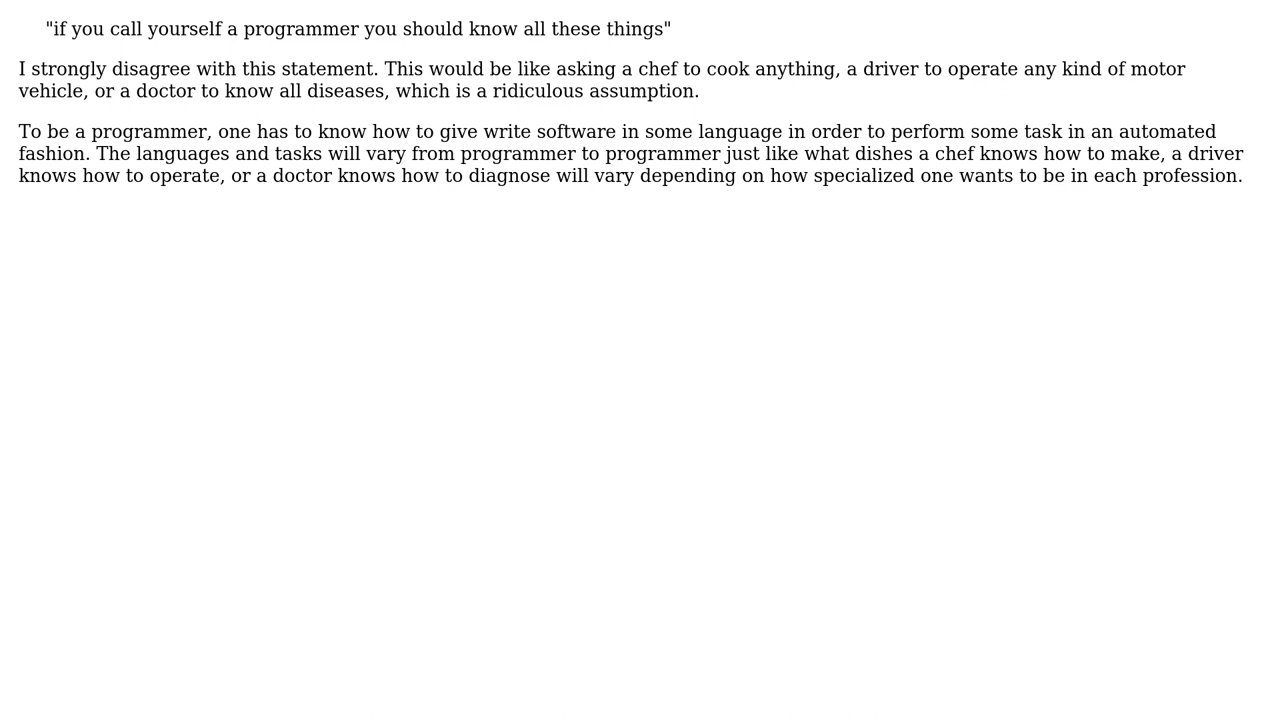 "if you call yourself a programmer you should know all these things"
I strongly disagree with this statement. This would be like asking a chef to cook anything, a driver to operate any kind of motor
vehicle, or a doctor to know all diseases, which is a ridiculous assumption.
To be a programmer, one has to know how to give write software in some language in order to perform some task in an automated
fashion. The languages and tasks will vary from programmer to programmer just like what dishes a chef knows how to make, a driver
knows how to operate, or a doctor knows how to diagnose will vary depending on how specialized one wants to be in each profession.